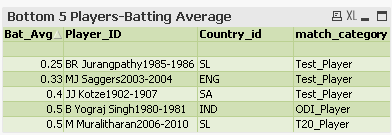 Bottom 5 Players-Batting Average XL
Bat_Avg Player_ID Country_id match_category
0.25 BR Jurangpathy1985-1986 SL Test_Player
0.33 MJ Saggers2003-2004 ENG Test_Player
0.4 JJ Kotze1902-1907 SA Test_Player
0.5 B Yograj Singh1980-1981 IND ODI_Player
0.5 M Muralitharan2006-2010 SL T20_Player